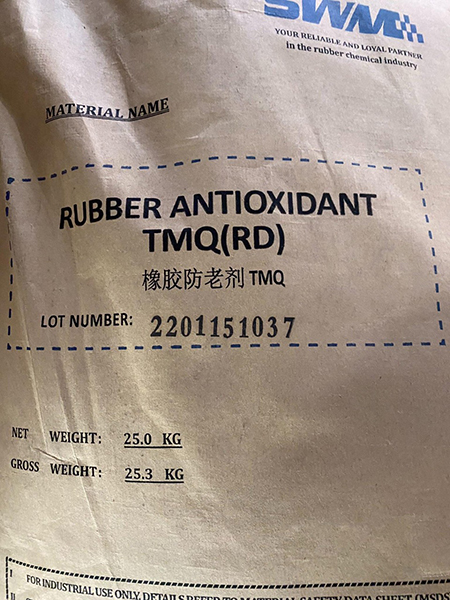 SWM
YOUR RELIABLE AND LOYAL PARTNER
in the rubber chemical industry
MATERIAL NAME
RUBBER ANTIOXIDANT
TMQ(RD)
橡胶防老剂 TMQ
LOT NUMBER: 2201151037
NET WEIGHT: 25.0 KG
GROSS WEIGHT: 25.3 KG
FOR INDUSTRIAL USE ONLY. DETAILS REFER TO MATERIAL SAFETY DATA SHEET (MSDS